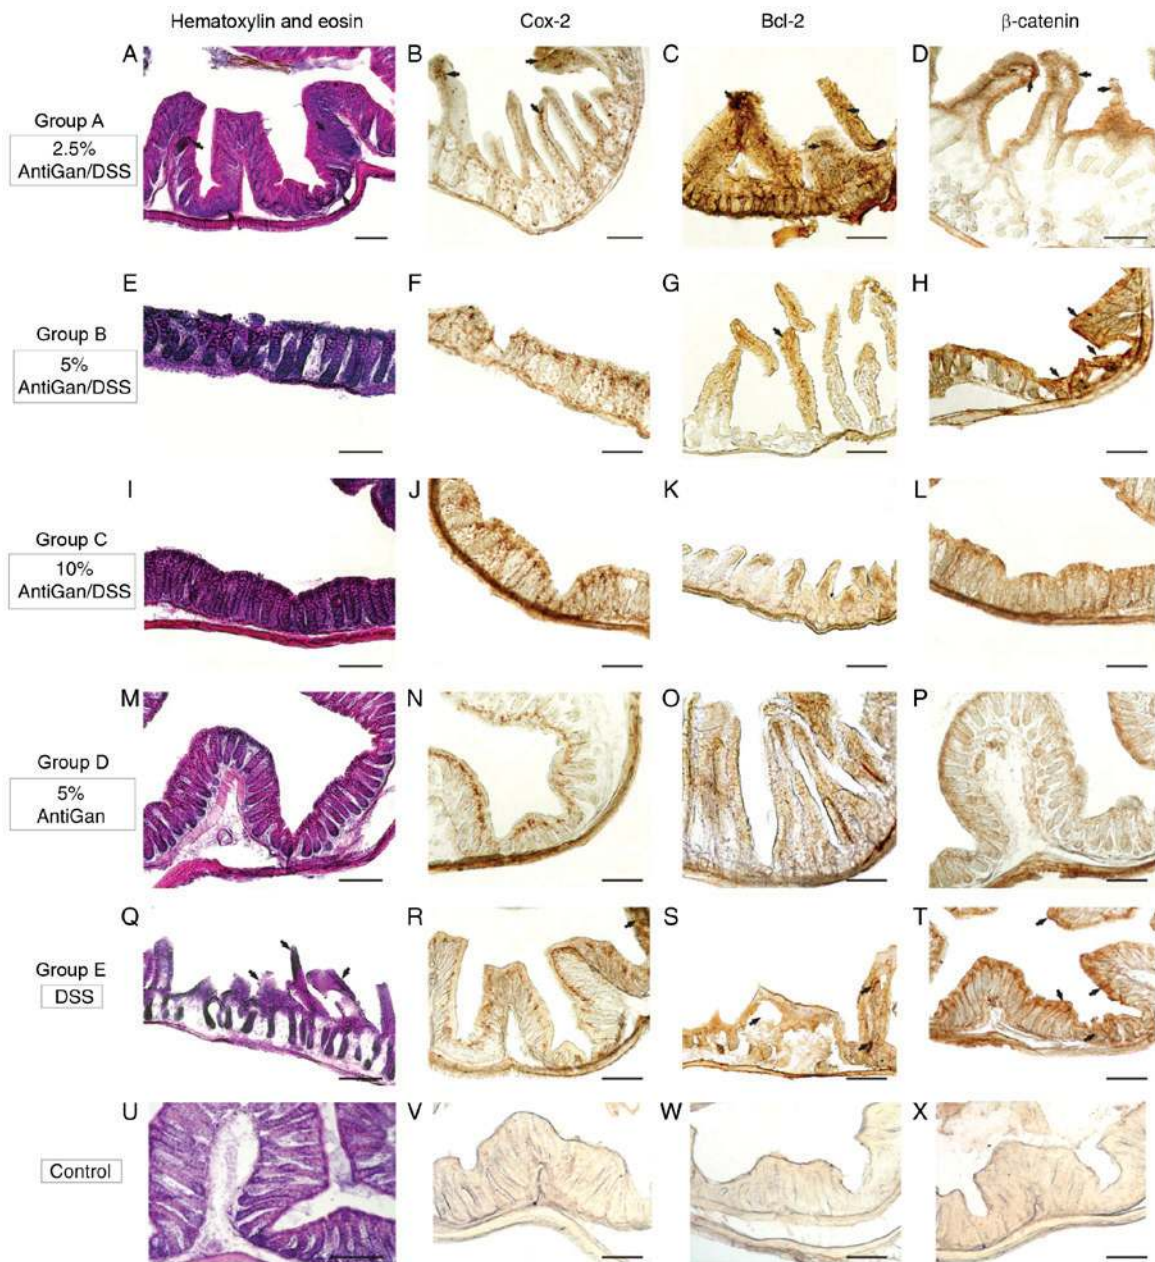 Hematoxylin and eosin Cox-2 Bcl-2 β-catenin
A B C D
Group A
2.5%
AntiGan/DSS
E F G H
Group B
5%
AntiGan/DSS
I J K L
Group C
10%
AntiGan/DSS
M N O P
Group D
5%
AntiGan
Q R S T
Group E
DSS
U V W X
Control